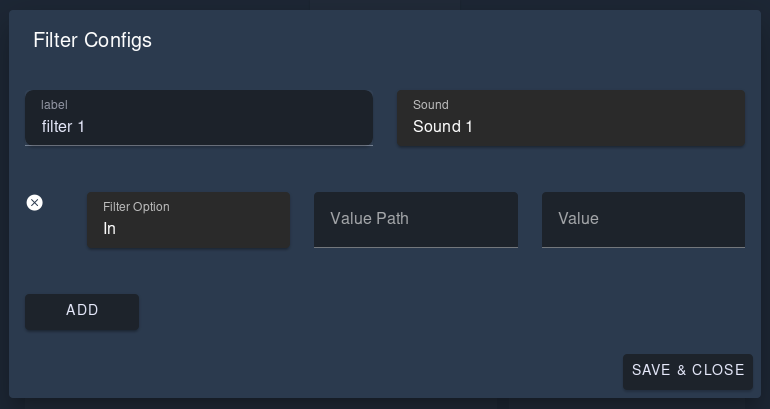 Filter Configs
label
filter 1
Sound
Sound 1
Filter Option
In
Value Path
Value
ADD
SAVE & CLOSE